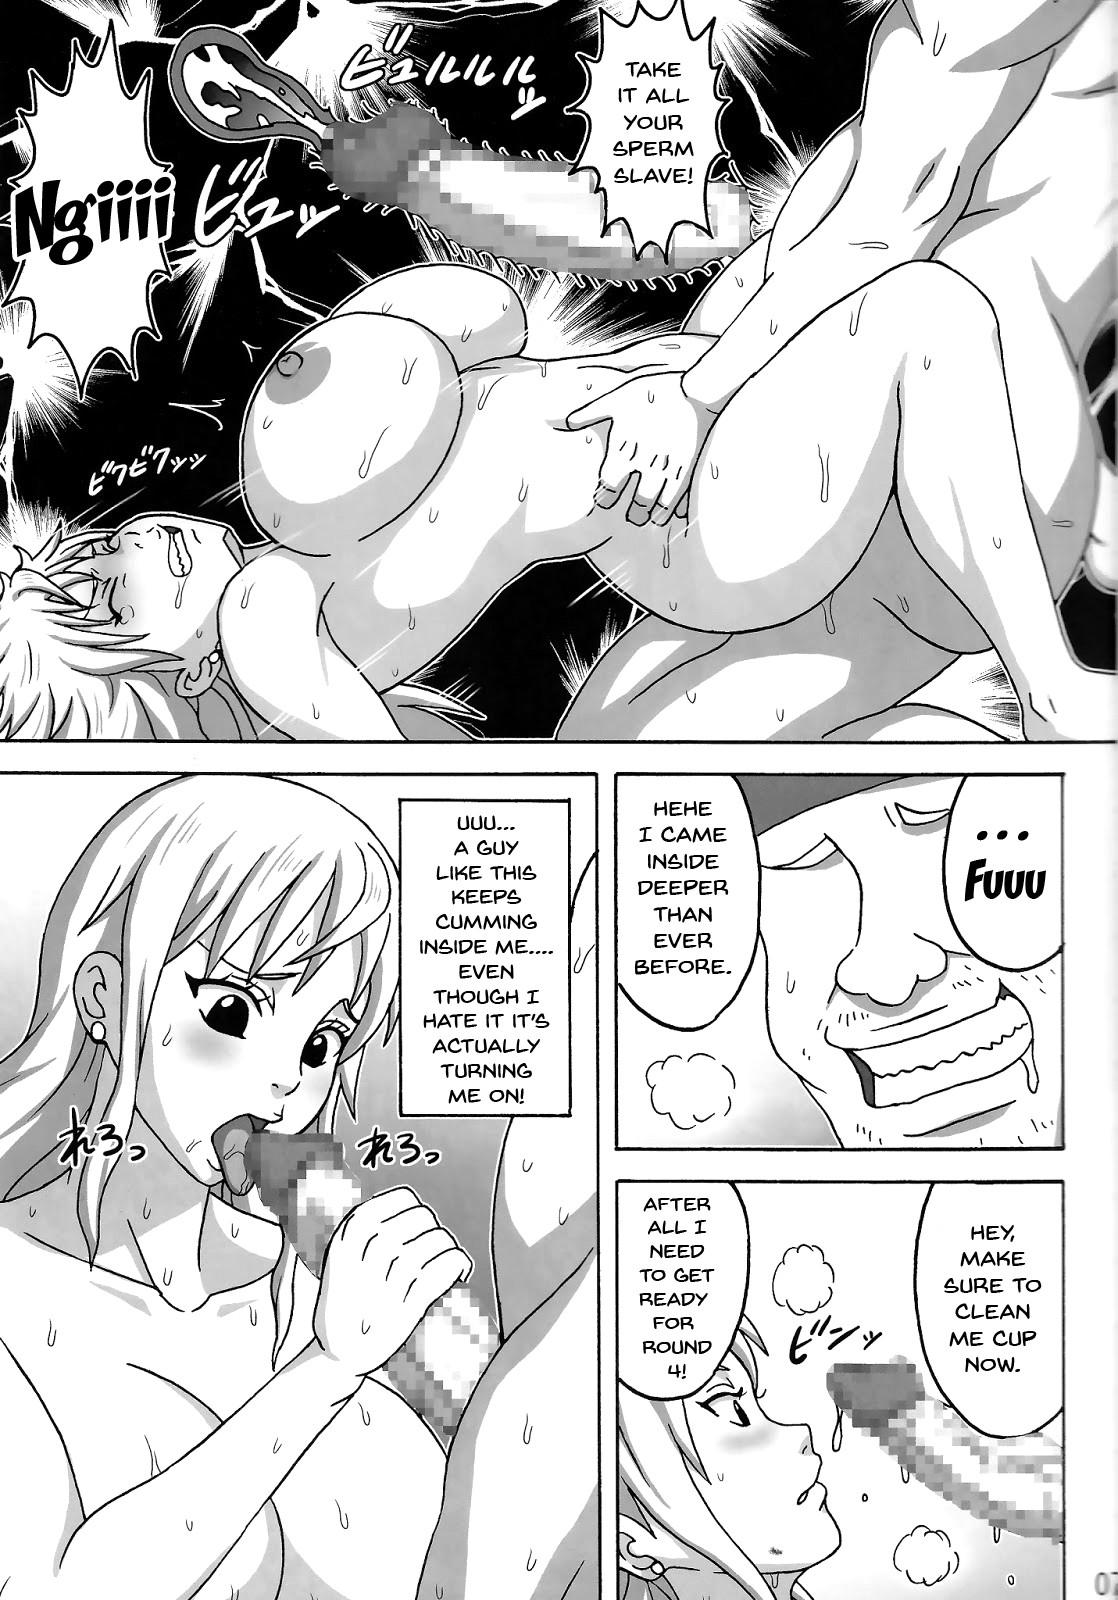 TAKE
IT ALL
YOUR
SPERM
SLAVE!
ビュルルルルッ
ビュッ
Ngiiii
ビクビクッッ
...
Fuuu
HEHE
I CAME
INSIDE
DEEPER
THAN
EVER
BEFORE.
UUU...
A GUY
LIKE THIS
KEEPS
CUMMING
INSIDE ME....
EVEN
THOUGH I
HATE IT IT'S
ACTUALLY
TURNING
ME ON!
れろっ
れろっ
HEY,
MAKE
SURE TO
CLEAN
ME CUP
NOW.
ビンッ
AFTER
ALL I
NEED
TO GET
READY
FOR
ROUND
4!
07